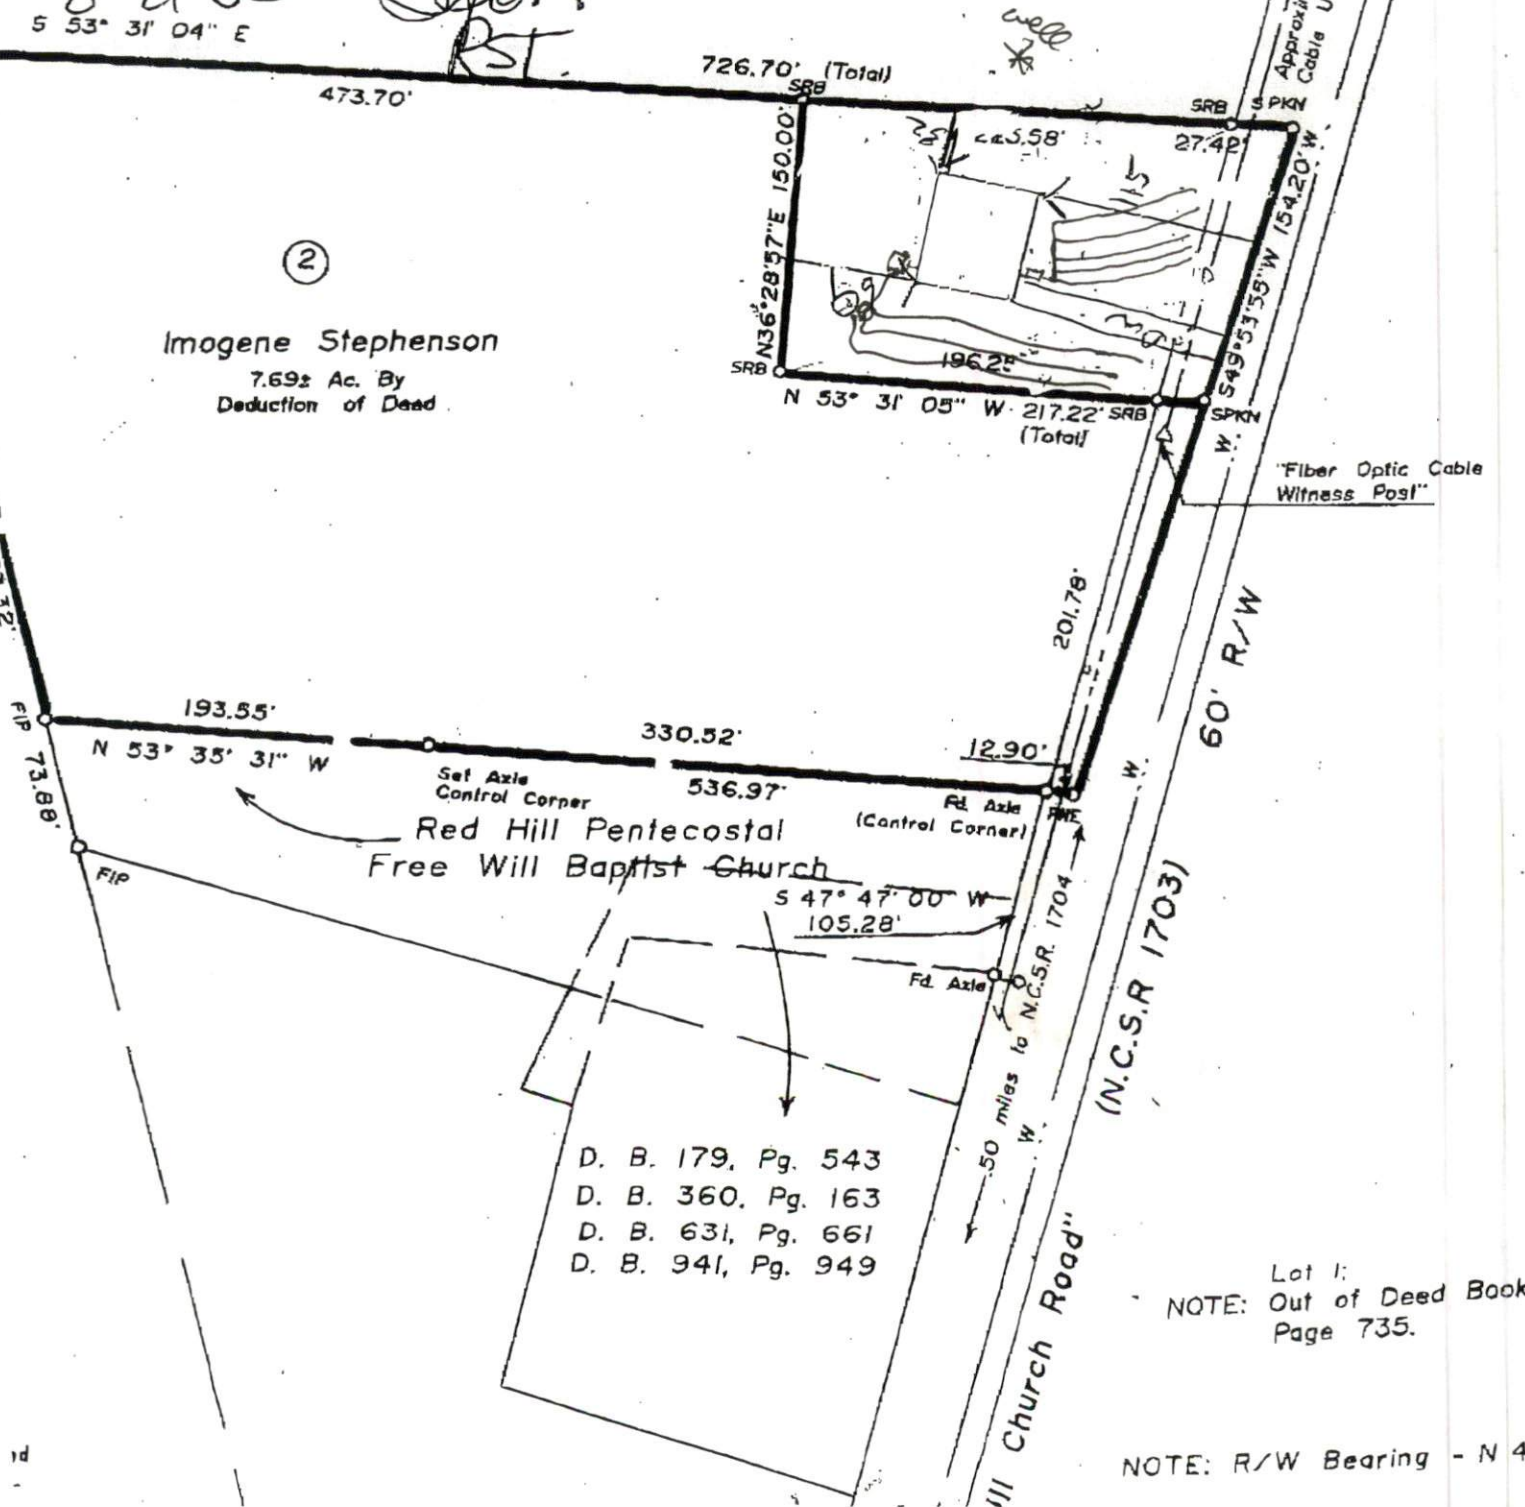 S 53° 31' 04" E
well
Cable
726.70' (Total)
473.70'
SRB
SRB
SPKN
25
27.42'
115
150.00'
N36°28'57"E
S49°53'55"W 154.20' W
2
Imogene Stephenson
7.69± Ac. By
Deduction of Deed
30
SRB
N 53° 31' 05" W
217.22'
(Total)
SRB
SPKN
W
"Fiber Optic Cable
Witness Post"
201.78'
60' R/W
FIP
193.55'
N 53° 35' 31" W
330.52'
536.97'
12.90'
W
Set Axle
Control Corner
Fd. Axle
(Control Corner)
73.88'
FIP
Red Hill Pentecostal
Free Will Baptist Church
S 47° 47' 00" W
105.28'
Fd. Axle
.50 miles to N.C.S.R. 1704
(N.C.S.R 1703)
W
D. B. 179, Pg. 543
D. B. 360, Pg. 163
D. B. 631, Pg. 661
D. B. 941, Pg. 949
Church Road"
Lot 1:
NOTE: Out of Deed Book
Page 735.
NOTE: R/W Bearing - N 4